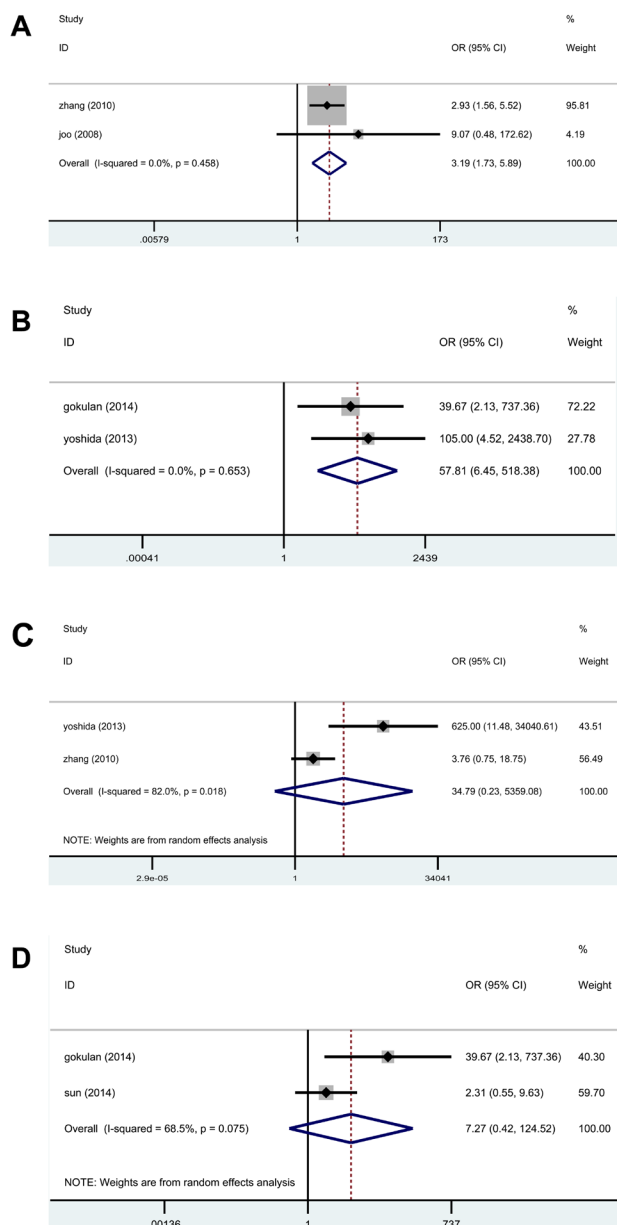 A
Study %
ID OR (95% CI) Weight
zhang (2010) 2.93 (1.56, 5.52) 95.81
joo (2008) 9.07 (0.48, 172.62) 4.19
Overall (I-squared = 0.0%, p = 0.458) 3.19 (1.73, 5.89) 100.00
.00579 1 173
B
Study %
ID OR (95% CI) Weight
gokulan (2014) 39.67 (2.13, 737.36) 72.22
yoshida (2013) 105.00 (4.52, 2438.70) 27.78
Overall (I-squared = 0.0%, p = 0.653) 57.81 (6.45, 518.38) 100.00
.00041 1 2439
C
Study %
ID OR (95% CI) Weight
yoshida (2013) 625.00 (11.48, 34040.61) 43.51
zhang (2010) 3.76 (0.75, 18.75) 56.49
Overall (I-squared = 82.0%, p = 0.018) 34.79 (0.23, 5359.08) 100.00
NOTE: Weights are from random effects analysis
2.9e-05 1 34041
D
Study %
ID OR (95% CI) Weight
gokulan (2014) 39.67 (2.13, 737.36) 40.30
sun (2014) 2.31 (0.55, 9.63) 59.70
Overall (I-squared = 68.5%, p = 0.075) 7.27 (0.42, 124.52) 100.00
NOTE: Weights are from random effects analysis
.00136 1 737